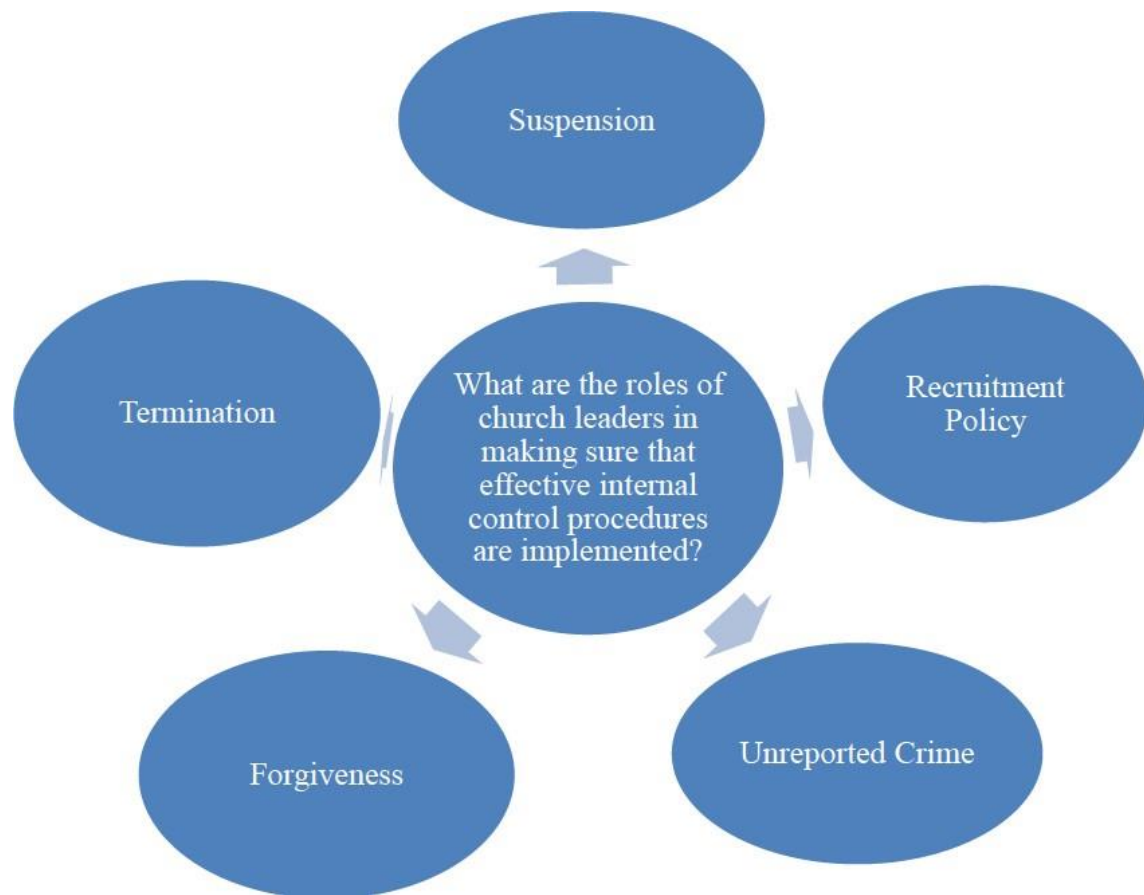 Suspension
Termination
What are the roles of
church leaders in
making sure that
effective internal
control procedures
are implemented?
Recruitment
Policy
Forgiveness
Unreported Crime